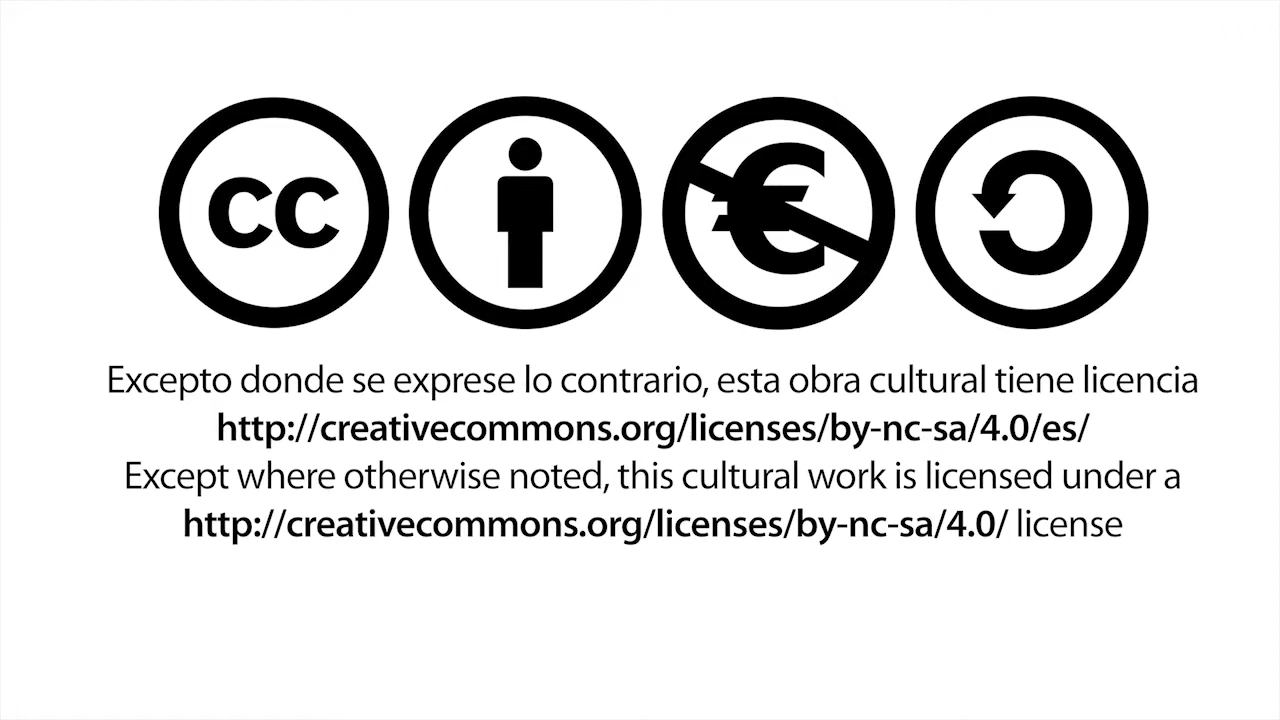 cc
Excepto donde se exprese lo contrario, esta obra cultural tiene licencia
http://creativecommons.org/licenses/by-nc-sa/4.0/es/
Except where otherwise noted, this cultural work is licensed under a
http://creativecommons.org/licenses/by-nc-sa/4.0/ license